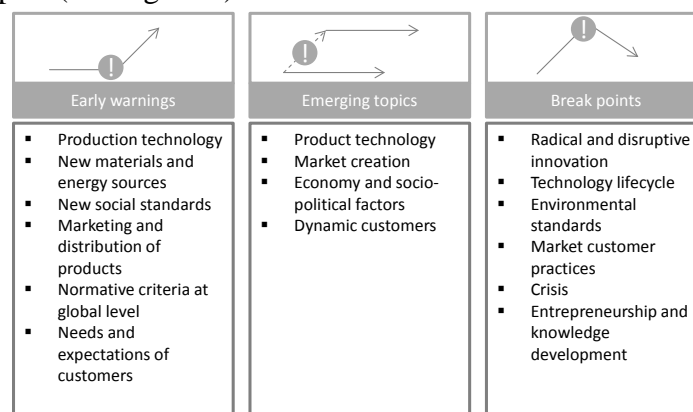 !
!
!
Early warnings
Emerging topics
Break points
▪ Production technology
▪ New materials and
energy sources
▪ New social standards
▪ Marketing and
distribution of
products
▪ Normative criteria at
global level
▪ Needs and
expectations of
customers
▪ Product technology
▪ Market creation
▪ Economy and socio-
political factors
▪ Dynamic customers
▪ Radical and disruptive
innovation
▪ Technology lifecycle
▪ Environmental
standards
▪ Market customer
practices
▪ Crisis
▪ Entrepreneurship and
knowledge
development